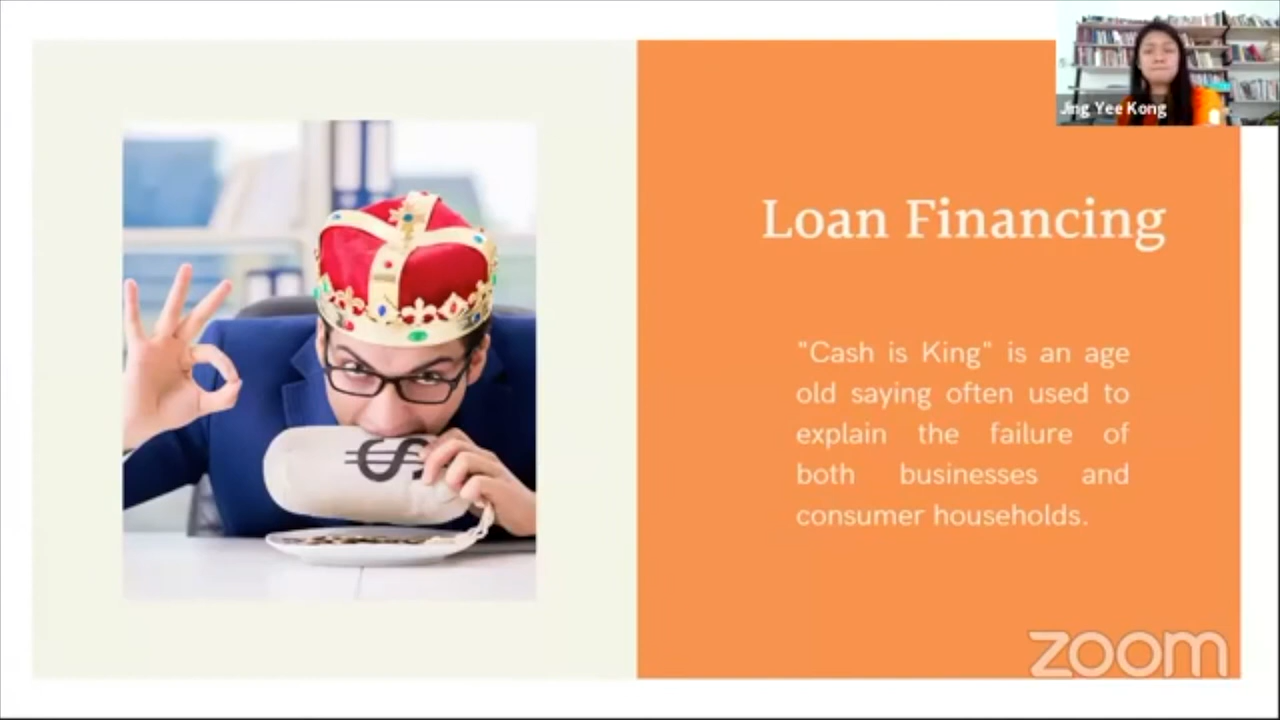 Jing Yee Kong
Loan Financing
"Cash is King" is an age
old saying often used to
explain the failure of
both businesses and
consumer households.
$
zoom